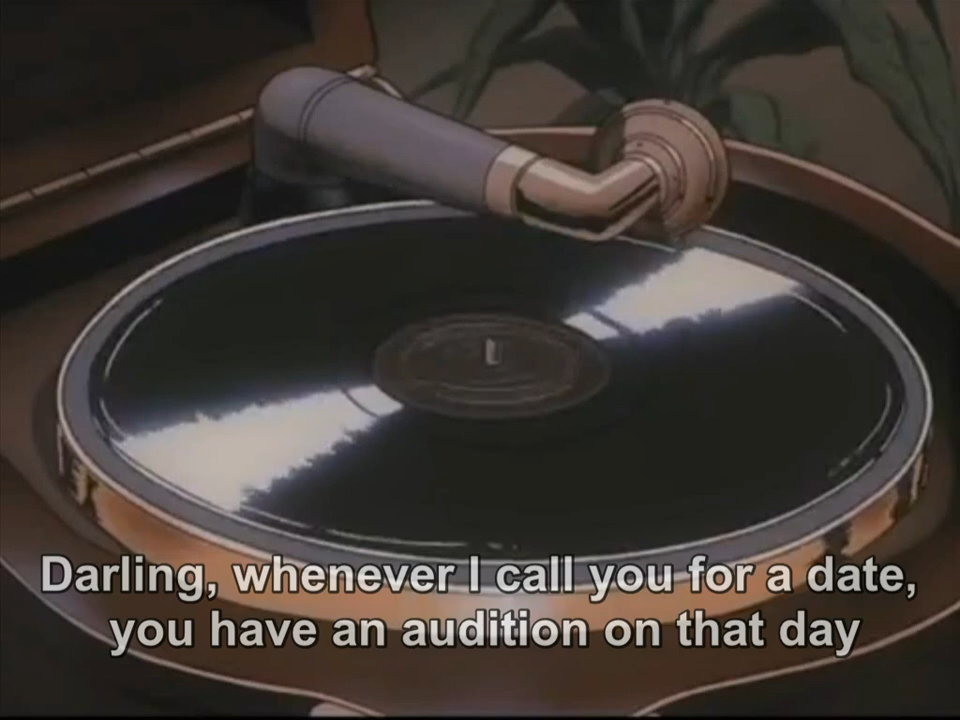 Darling, whenever I call you for a date,
you have an audition on that day